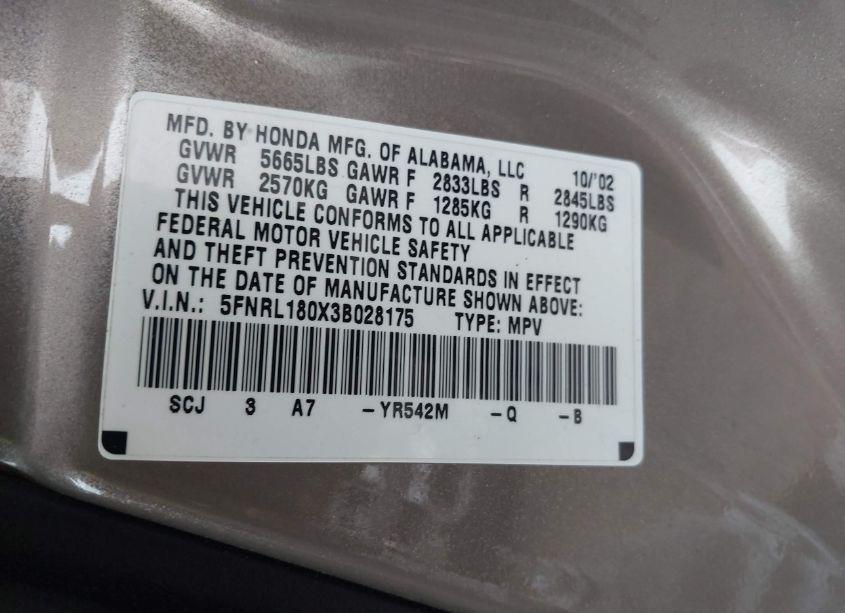 MFD. BY HONDA MFG. OF ALABAMA, LLC 10/'02
GVWR 5665LBS GAWR F 2833LBS R 2845LBS
GVWR 2570KG GAWR F 1285KG R 1290KG
THIS VEHICLE CONFORMS TO ALL APPLICABLE
FEDERAL MOTOR VEHICLE SAFETY
AND THEFT PREVENTION STANDARDS IN EFFECT
ON THE DATE OF MANUFACTURE SHOWN ABOVE:
V.I.N.: 5FNRL180X3B028175 TYPE: MPV
SCJ 3 A7 -YR542M -Q -B